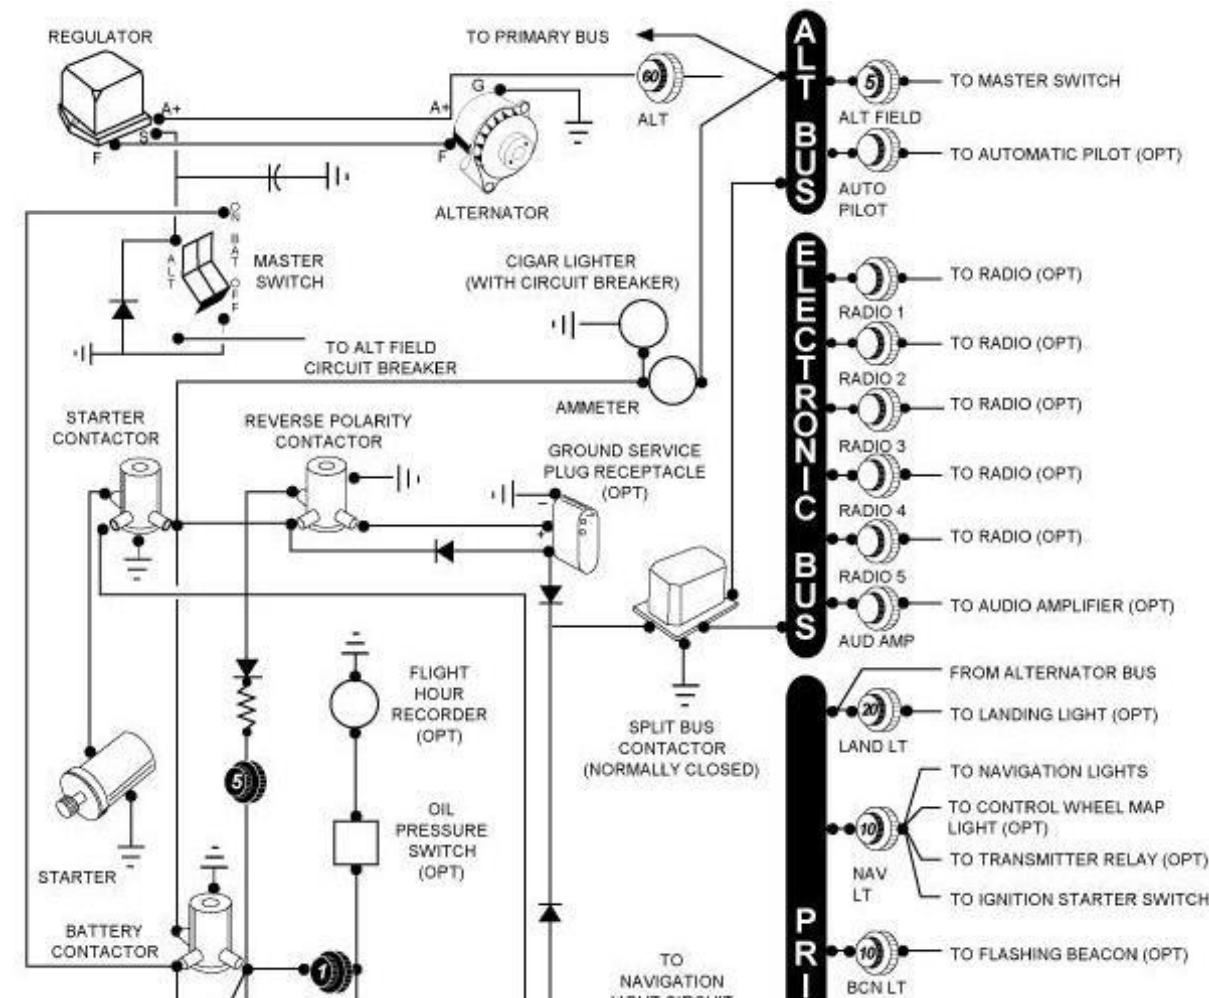 REGULATOR
A+
S
F
TO PRIMARY BUS
60
ALT
G
A+
F
ALTERNATOR
ALT BUS
5
TO MASTER SWITCH
ALT FIELD
TO AUTOMATIC PILOT (OPT)
AUTO
PILOT
ON
BAT
OFF
ALT
MASTER
SWITCH
TO ALT FIELD
CIRCUIT BREAKER
CIGAR LIGHTER
(WITH CIRCUIT BREAKER)
AMMETER
ELECTRONIC BUS
TO RADIO (OPT)
RADIO 1
TO RADIO (OPT)
RADIO 2
TO RADIO (OPT)
RADIO 3
TO RADIO (OPT)
RADIO 4
TO RADIO (OPT)
RADIO 5
TO AUDIO AMPLIFIER (OPT)
AUD AMP
STARTER
CONTACTOR
REVERSE POLARITY
CONTACTOR
GROUND SERVICE
PLUG RECEPTACLE
(OPT)
−
+
SPLIT BUS
CONTACTOR
(NORMALLY CLOSED)
FLIGHT
HOUR
RECORDER
(OPT)
5
OIL
PRESSURE
SWITCH
(OPT)
STARTER
BATTERY
CONTACTOR
1
TO
NAVIGATION
LIGHT CIRCUIT
PRI
FROM ALTERNATOR BUS
20
TO LANDING LIGHT (OPT)
LAND LT
TO NAVIGATION LIGHTS
TO CONTROL WHEEL MAP
LIGHT (OPT)
10
TO TRANSMITTER RELAY (OPT)
NAV
LT
TO IGNITION STARTER SWITCH
10
TO FLASHING BEACON (OPT)
BCN LT